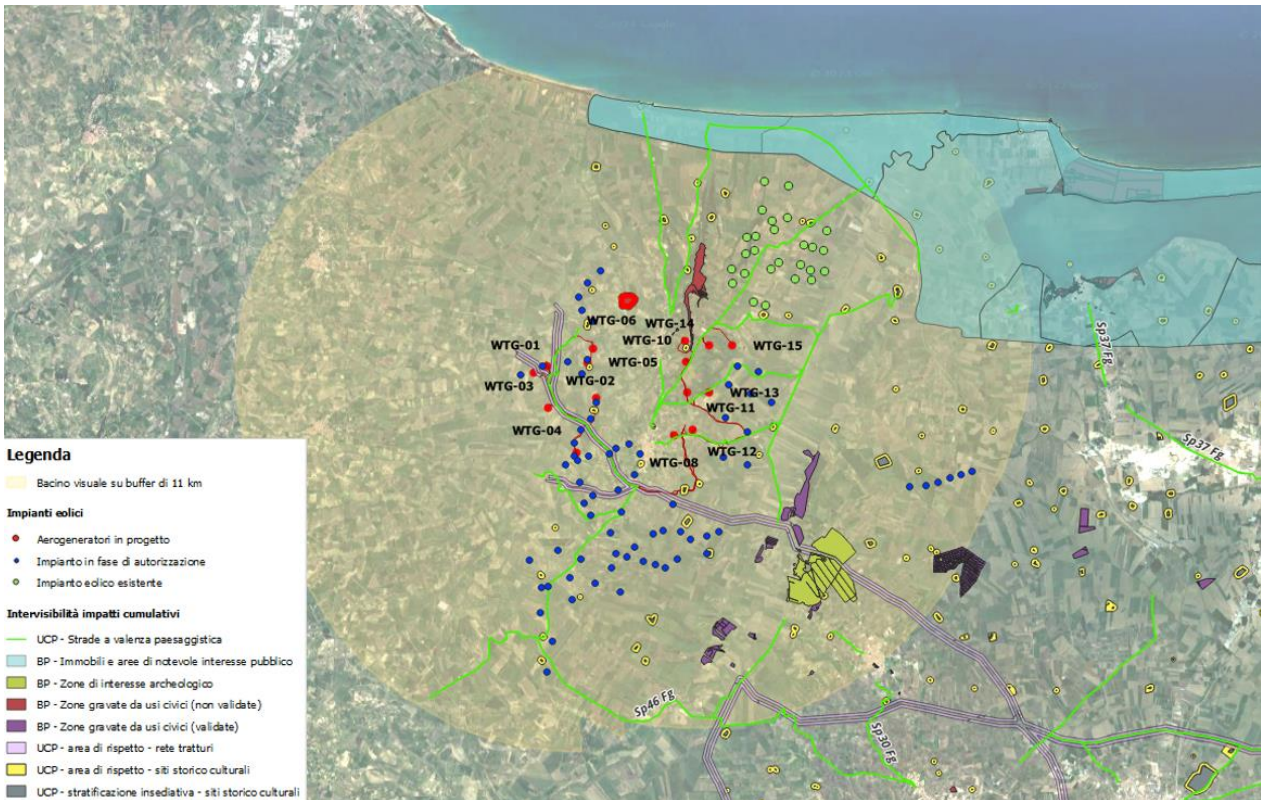 WTG-06
WTG-14
WTG-10
WTG-01
WTG-05
WTG-15
WTG-03
WTG-02
WTG-13
WTG-11
WTG-04
WTG-12
WTG-08
Sp37 Fg
Sp37 Fg
Sp46 Fg
Sp30 Fg
Legenda
Bacino visuale su buffer di 11 km
Impianti eolici
Aerogeneratori in progetto
Impianto in fase di autorizzazione
Impianto eolico esistente
Intervisibilità impatti cumulativi
UCP - Strade a valenza paesaggistica
BP - Immobili e aree di notevole interesse pubblico
BP - Zone di interesse archeologico
BP - Zone gravate da usi civici (non validate)
BP - Zone gravate da usi civici (validate)
UCP - area di rispetto - rete tratturi
UCP - area di rispetto - siti storico culturali
UCP - stratificazione insediativa - siti storico culturali